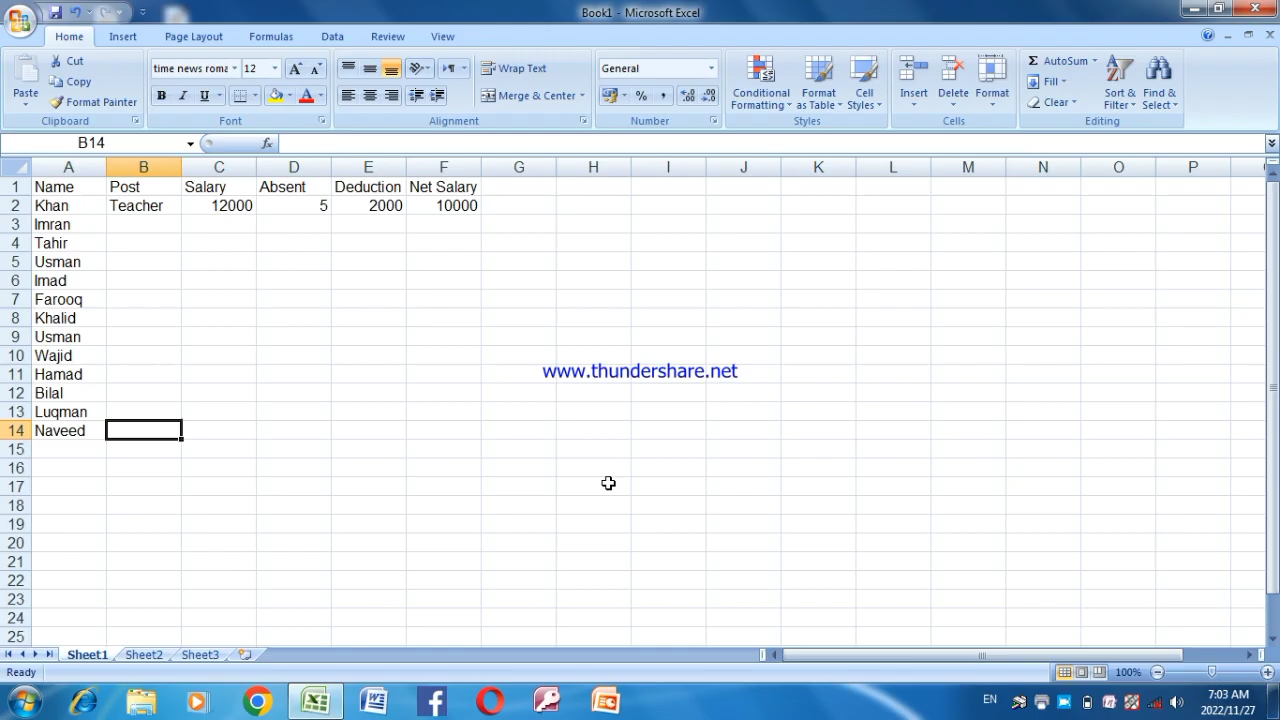 Book1 - Microsoft Excel
Home Insert Page Layout Formulas Data Review View
Cut
Copy
Format Painter
Paste
Clipboard
time news roma 12
B I U A
Font
Wrap Text
Merge & Center
Alignment
General
% ,
Number
Conditional Formatting
Format as Table
Cell Styles
Styles
Insert Delete Format
Cells
Σ AutoSum
Fill
Clear
Sort & Filter
Find & Select
Editing
B14 fx
A B C D E F G H I J K L M N O P
1 Name Post Salary Absent Deduction Net Salary
2 Khan Teacher 12000 5 2000 10000
3 Imran
4 Tahir
5 Usman
6 Imad
7 Farooq
8 Khalid
9 Usman
10 Wajid
11 Hamad
www.thundershare.net
12 Bilal
13 Luqman
14 Naveed
15
16
17
18
19
20
21
22
23
24
25
Sheet1 Sheet2 Sheet3
Ready 100%
EN 7:03 AM
2022/11/27